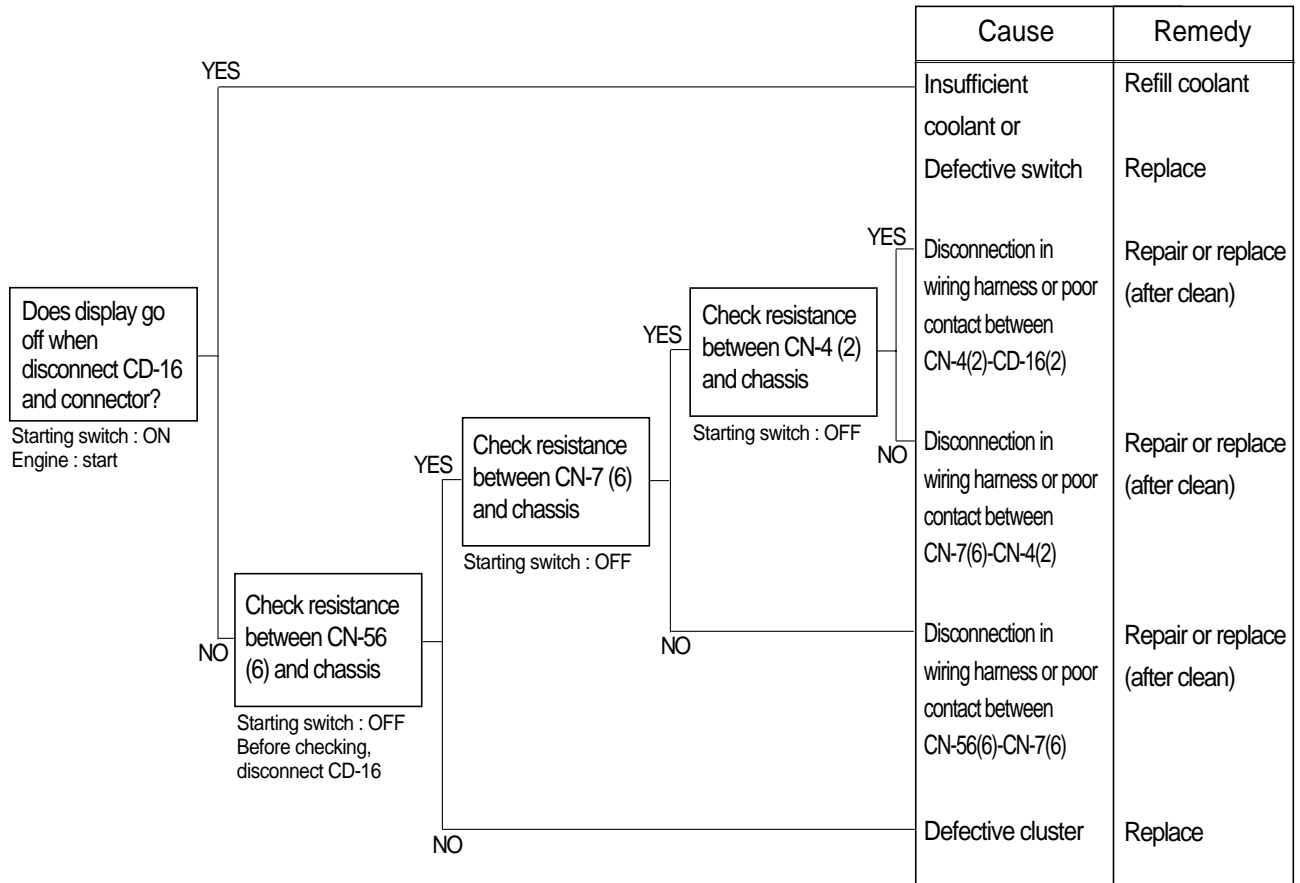 Cause
Remedy
YES
Insufficient
coolant or
Defective switch
Refill coolant
Replace
Does display go
off when
disconnect CD-16
and connector?
Starting switch : ON
Engine : start
NO
Check resistance
between CN-56
(6) and chassis
Starting switch : OFF
Before checking,
disconnect CD-16
YES
Check resistance
between CN-7 (6)
and chassis
Starting switch : OFF
YES
Check resistance
between CN-4 (2)
and chassis
Starting switch : OFF
YES
Disconnection in
wiring harness or poor
contact between
CN-4(2)-CD-16(2)
Repair or replace
(after clean)
NO
Disconnection in
wiring harness or poor
contact between
CN-7(6)-CN-4(2)
Repair or replace
(after clean)
NO
Disconnection in
wiring harness or poor
contact between
CN-56(6)-CN-7(6)
Repair or replace
(after clean)
NO
Defective cluster
Replace